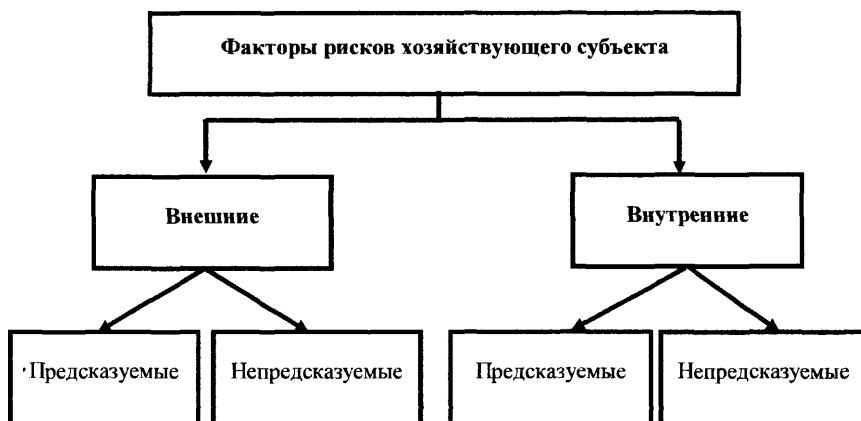 Факторы рисков хозяйствующего субъекта
Внешние
Внутренние
Предсказуемые
Непредсказуемые
Предсказуемые
Непредсказуемые